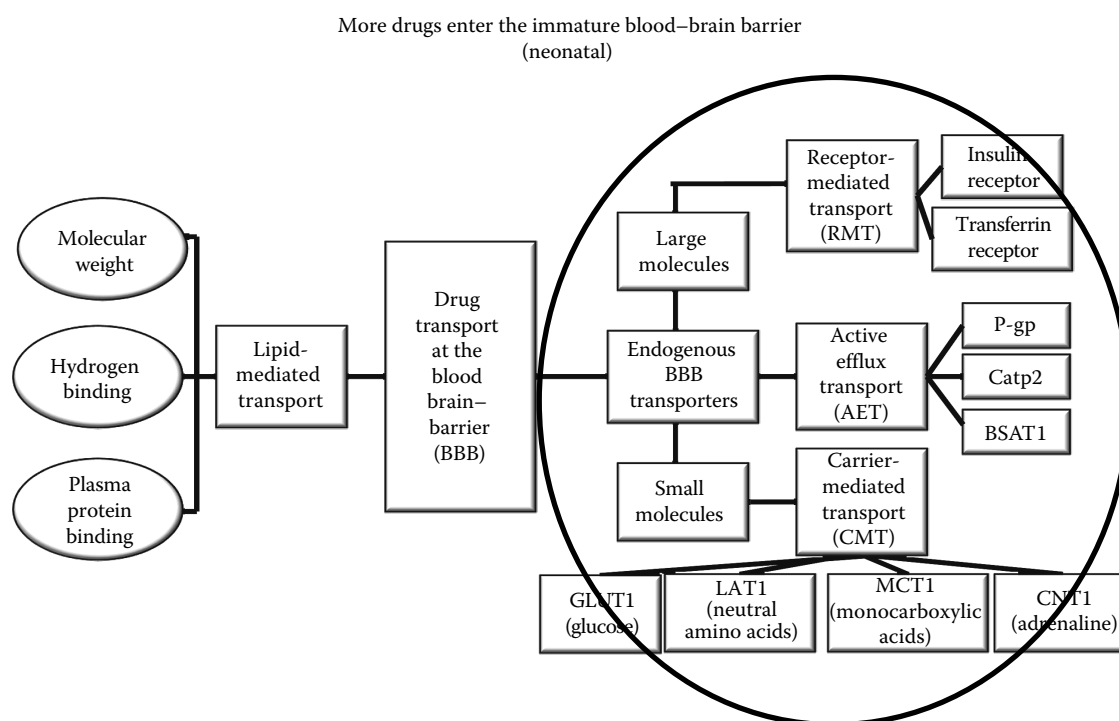 More drugs enter the immature blood–brain barrier
(neonatal)
Molecular
weight
Hydrogen
binding
Plasma
protein
binding
Lipid-
mediated
transport
Drug
transport
at the
blood
brain–
barrier
(BBB)
Large
molecules
Endogenous
BBB
transporters
Small
molecules
Receptor-
mediated
transport
(RMT)
Insulin
receptor
Transferrin
receptor
Active
efflux
transport
(AET)
P-gp
Catp2
BSAT1
Carrier-
mediated
transport
(CMT)
GLUT1
(glucose)
LAT1
(neutral
amino acids)
MCT1
(monocarboxylic
acids)
CNT1
(adrenaline)